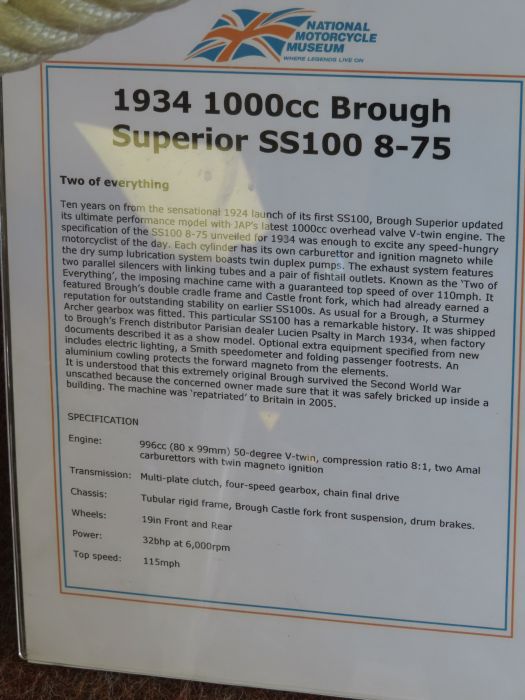 NATIONAL
MOTORCYCLE
MUSEUM
WHERE LEGENDS LIVE ON
1934 1000cc Brough
Superior SS100 8-75
Two of everything
Ten years on from the sensational 1924 launch of its first SS100, Brough Superior updated
its ultimate performance model with JAP's latest 1000cc overhead valve V-twin engine. The
specification of the SS100 8-75 unveiled for 1934 was enough to excite any speed-hungry
motorcyclist of the day. Each cylinder has its own carburettor and ignition magneto while
the dry sump lubrication system boasts twin duplex pumps. The exhaust system features
two parallel silencers with linking tubes and a pair of fishtail outlets. Known as the 'Two of
Everything', the imposing machine came with a guaranteed top speed of over 110mph. It
featured Brough's double cradle frame and Castle front fork, which had already earned a
reputation for outstanding stability on earlier SS100s. As usual for a Brough, a Sturmey
Archer gearbox was fitted. This particular SS100 has a remarkable history. It was shipped
to Brough's French distributor Parisian dealer Lucien Psalty in March 1934, when factory
documents described it as a show model. Optional extra equipment specified from new
includes electric lighting, a Smith speedometer and folding passenger footrests. An
aluminium cowling protects the forward magneto from the elements.
It is understood that this extremely original Brough survived the Second World War
unscathed because the concerned owner made sure that it was safely bricked up inside a
building. The machine was 'repatriated' to Britain in 2005.
SPECIFICATION
Engine: 996cc (80 x 99mm) 50-degree V-twin, compression ratio 8:1, two Amal
carburettors with twin magneto ignition
Transmission: Multi-plate clutch, four-speed gearbox, chain final drive
Chassis: Tubular rigid frame, Brough Castle fork front suspension, drum brakes.
Wheels: 19in Front and Rear
Power: 32bhp at 6,000rpm
Top speed: 115mph